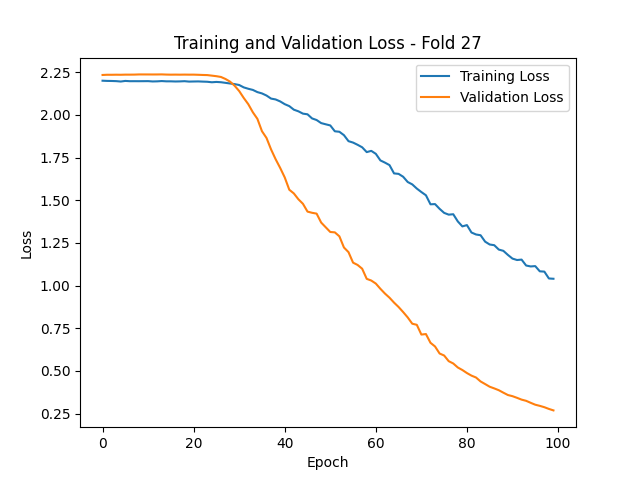 Training and Validation Loss - Fold 27
Training Loss
Validation Loss
2.25
2.00
1.75
1.50
1.25
1.00
0.75
0.50
0.25
Loss
0 20 40 60 80 100
Epoch